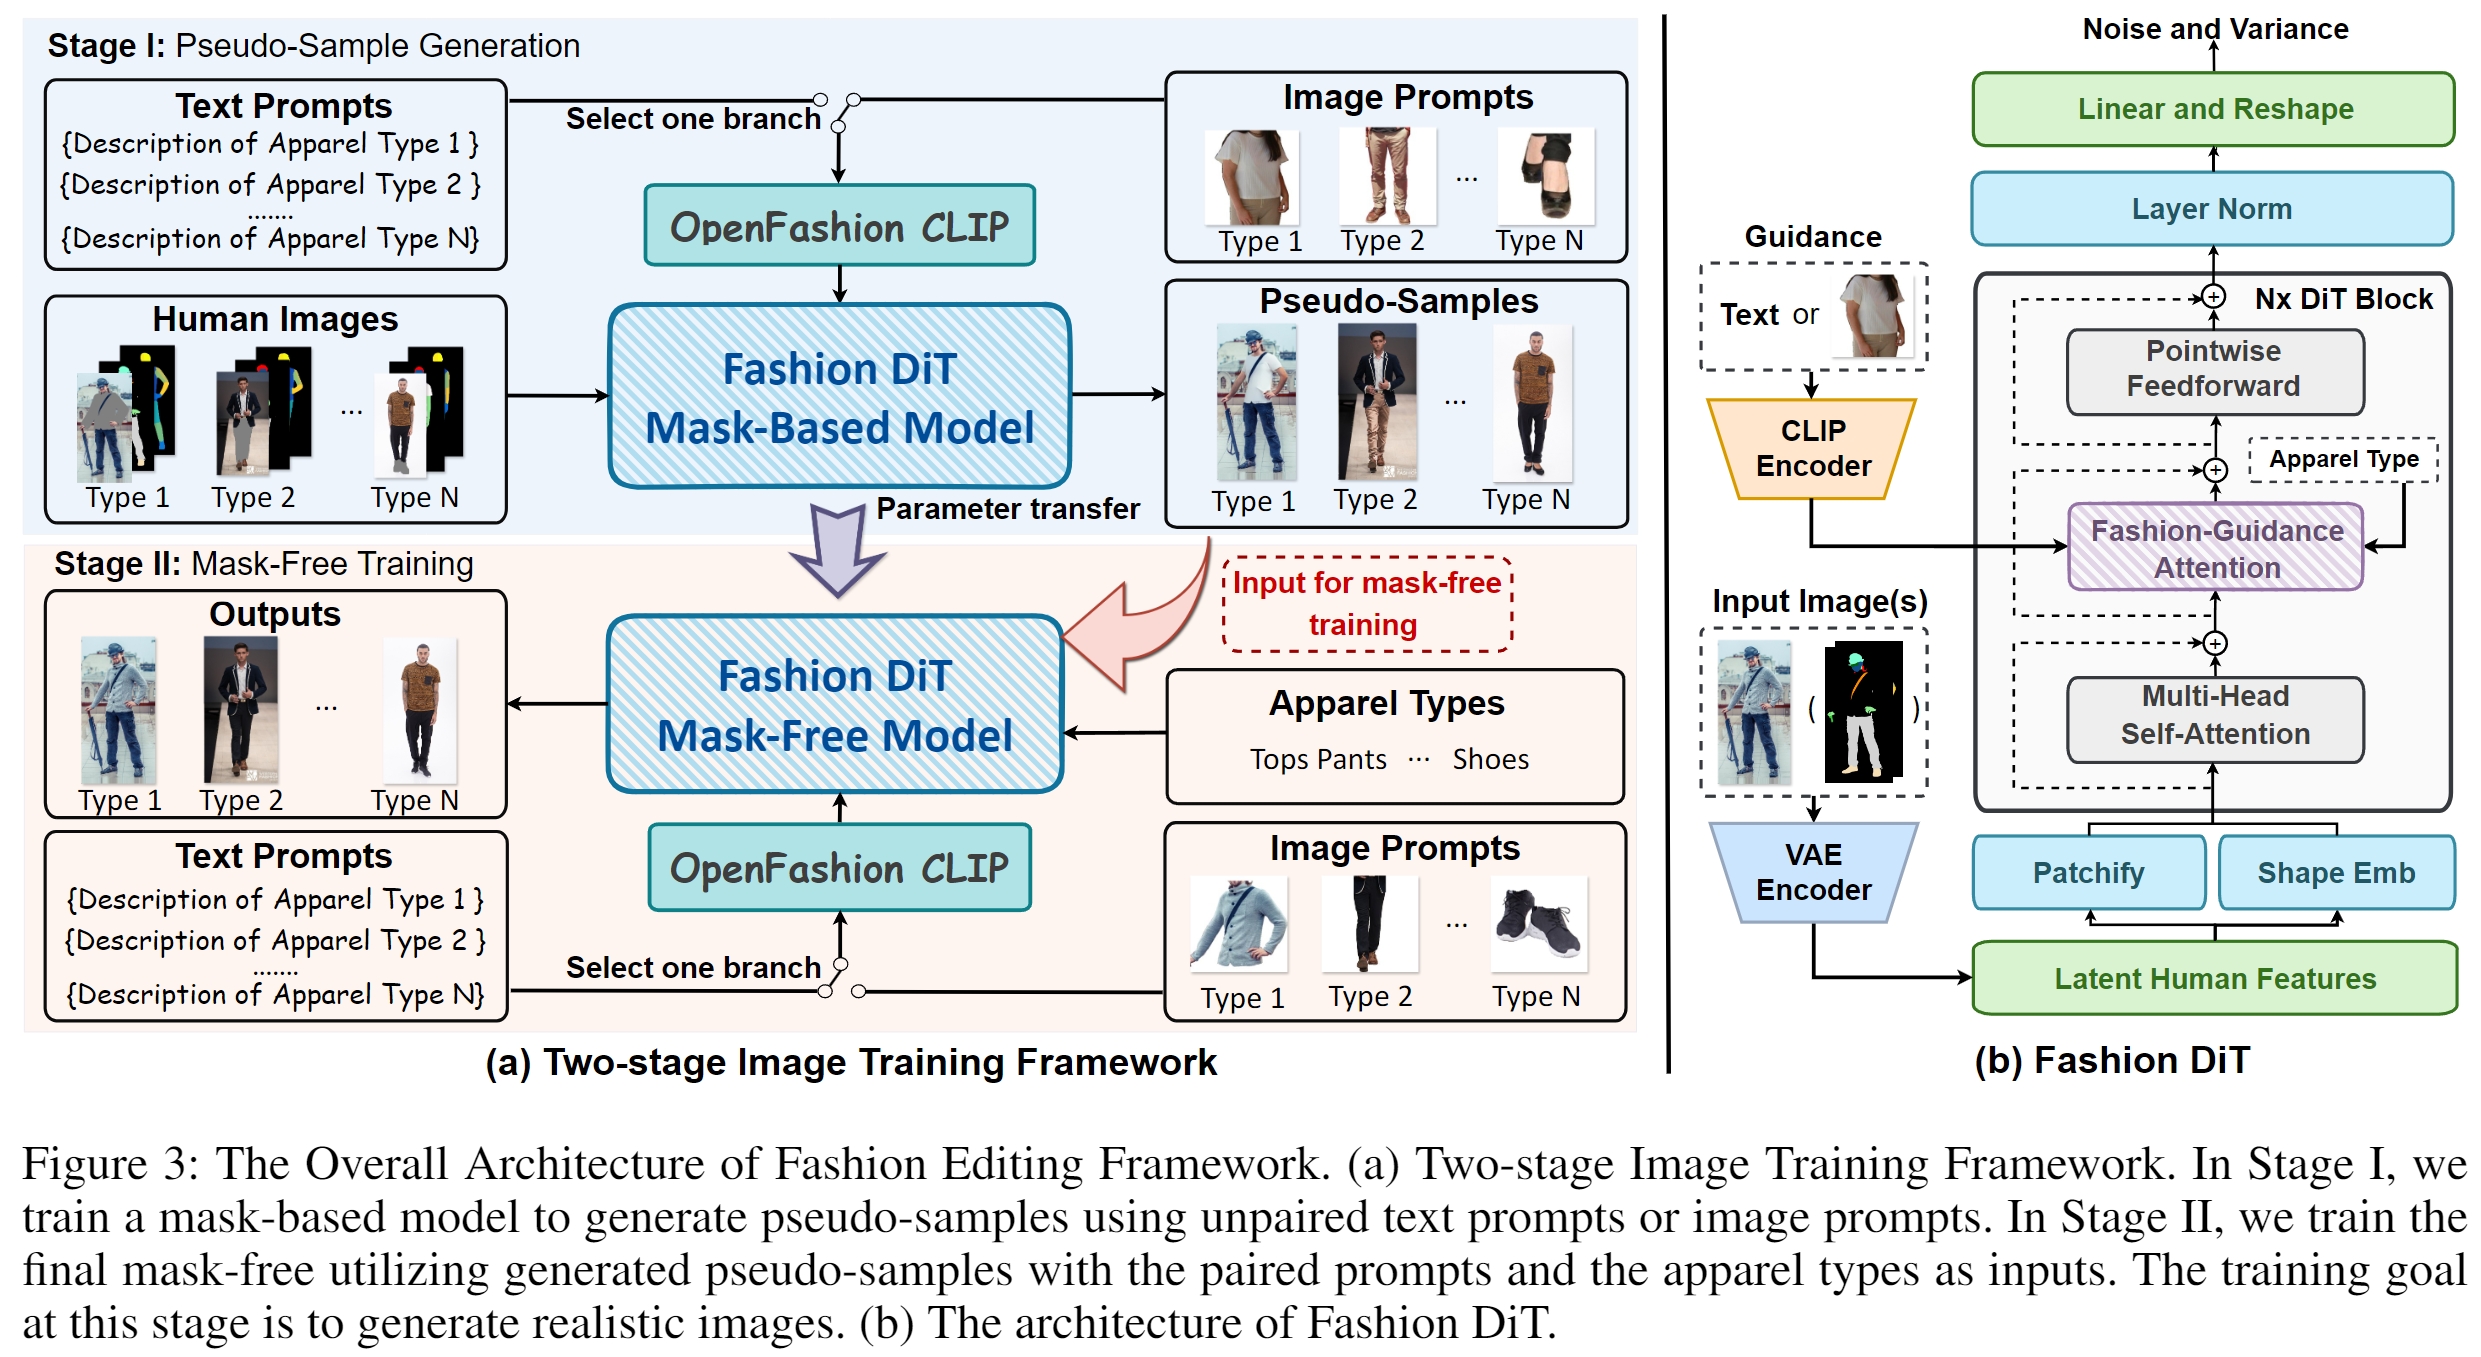 Stage I: Pseudo-Sample Generation
Text Prompts
{Description of Apparel Type 1 }
{Description of Apparel Type 2 }
.......
{Description of Apparel Type N}
Select one branch
Image Prompts
...
Type 1 Type 2 Type N
OpenFashion CLIP
Human Images
...
Type 1 Type 2 Type N
Fashion DiT
Mask-Based Model
Pseudo-Samples
...
Type 1 Type 2 Type N
Parameter transfer
Stage II: Mask-Free Training
Outputs
...
Type 1 Type 2 Type N
Fashion DiT
Mask-Free Model
Input for mask-free
training
Apparel Types
Tops Pants ... Shoes
Text Prompts
{Description of Apparel Type 1 }
{Description of Apparel Type 2 }
.......
{Description of Apparel Type N}
OpenFashion CLIP
Select one branch
Image Prompts
...
Type 1 Type 2 Type N
(a) Two-stage Image Training Framework
Noise and Variance
Linear and Reshape
Layer Norm
Guidance
Text or
CLIP
Encoder
Nx DiT Block
Pointwise
Feedforward
Apparel Type
Fashion-Guidance
Attention
Input Image(s)
( )
Multi-Head
Self-Attention
VAE
Encoder
Patchify
Shape Emb
Latent Human Features
(b) Fashion DiT
Figure 3: The Overall Architecture of Fashion Editing Framework. (a) Two-stage Image Training Framework. In Stage I, we
train a mask-based model to generate pseudo-samples using unpaired text prompts or image prompts. In Stage II, we train the
final mask-free utilizing generated pseudo-samples with the paired prompts and the apparel types as inputs. The training goal
at this stage is to generate realistic images. (b) The architecture of Fashion DiT.